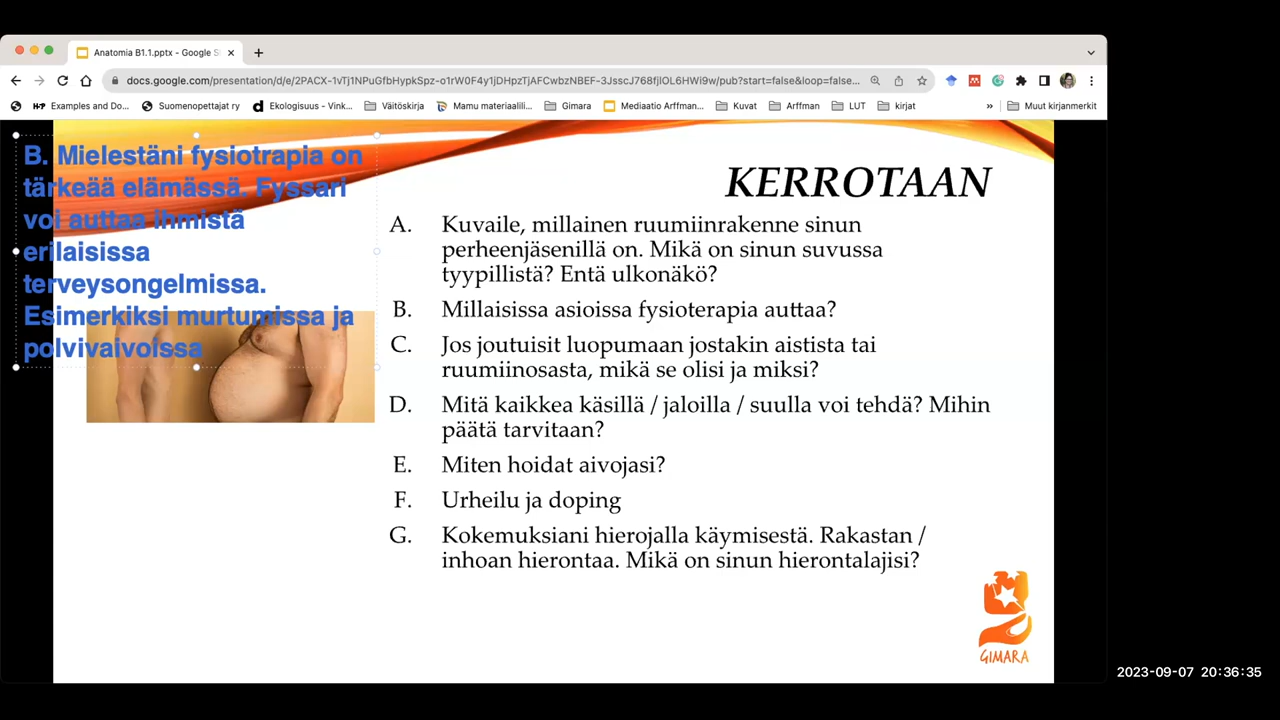 Anatomia B1.1.pptx - Google S
docs.google.com/presentation/d/e/2PACX-1vTj1NPuGfbHypkSpz-o1rW0F4y1jDHpzTjAFCwbzNBEF-3JsscJ768fjlOL6HWi9w/pub?start=false&loop=false...
Examples and Do...
Suomenopettajat ry
Ekologisuus - Vink...
Väitöskirja
Mamu materiaalili...
Gimara
Mediaatio Arffman...
Kuvat
Arffman
LUT
kirjat
»
Muut kirjanmerkit
B. Mielestäni fysiotrapia on
tärkeää elämässä. Fyssari
voi auttaa ihmistä
erilaisissa
terveysongelmissa.
Esimerkiksi murtumissa ja
polvivaivoissa
KERROTAAN
A. Kuvaile, millainen ruumiinrakenne sinun
perheenjäsenillä on. Mikä on sinun suvussa
tyypillistä? Entä ulkonäkö?
B. Millaisissa asioissa fysioterapia auttaa?
C. Jos joutuisit luopumaan jostakin aistista tai
ruumiinosasta, mikä se olisi ja miksi?
D. Mitä kaikkea käsillä / jaloilla / suulla voi tehdä? Mihin
päätä tarvitaan?
E. Miten hoidat aivojasi?
F. Urheilu ja doping
G. Kokemuksiani hierojalla käymisestä. Rakastan /
inhoan hierontaa. Mikä on sinun hierontalajisi?
GIMARA
2023-09-07 20:36:35